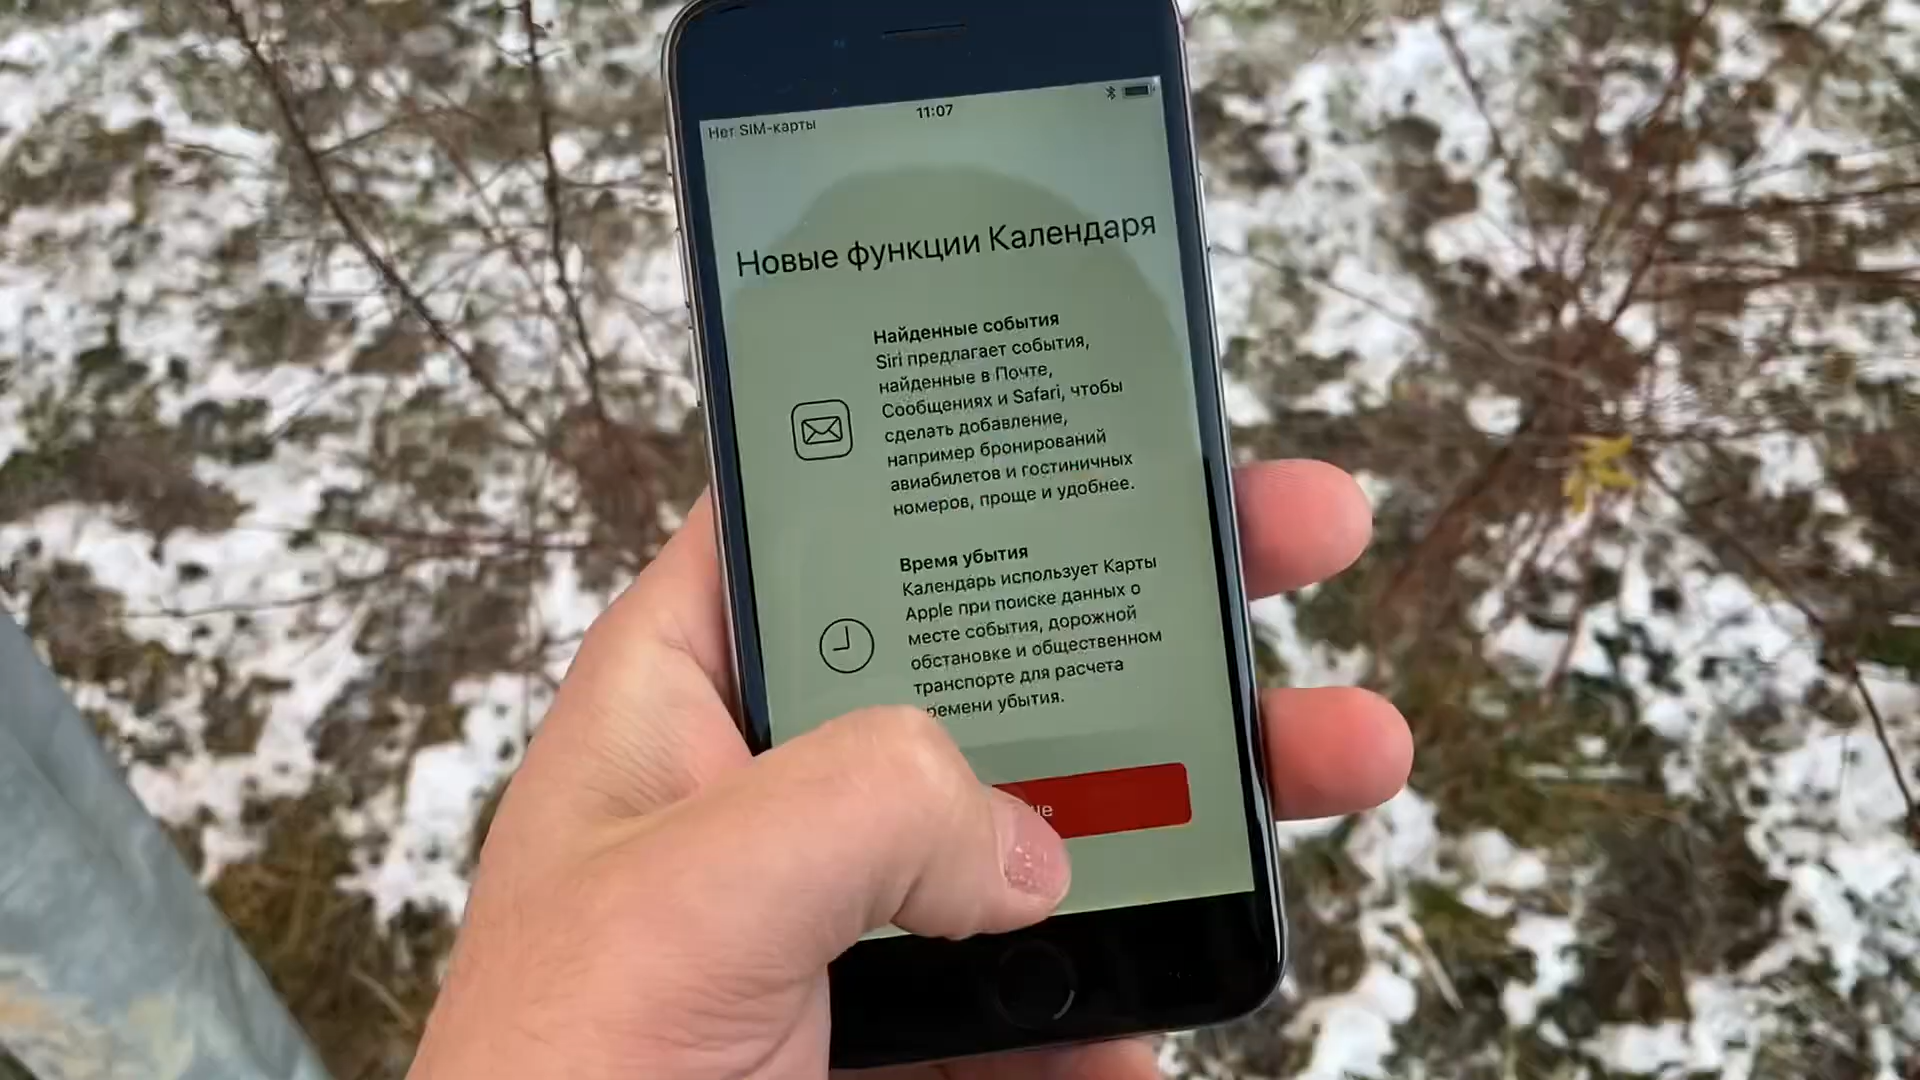 Нет SIM-карты
11:07
Новые функции Календаря
Найденные события
Siri предлагает события,
найденные в Почте,
Сообщениях и Safari, чтобы
сделать добавление,
например бронирований
авиабилетов и гостиничных
номеров, проще и удобнее.
Время убытия
Календарь использует Карты
Apple при поиске данных о
месте события, дорожной
обстановке и общественном
транспорте для расчета
убытия.